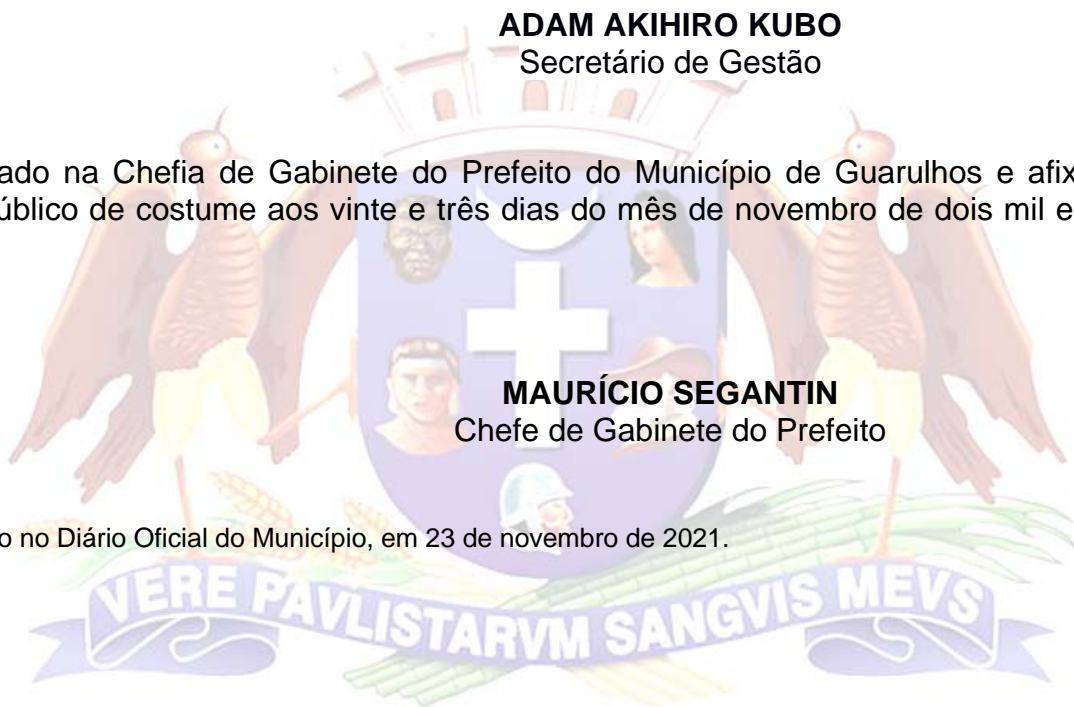 ADAM AKIHIRO KUBO
Secretário de Gestão
ado na Chefia de Gabinete do Prefeito do Município de Guarulhos e afix
úblico de costume aos vinte e três dias do mês de novembro de dois mil e
MAURÍCIO SEGANTIN
Chefe de Gabinete do Prefeito
o no Diário Oficial do Município, em 23 de novembro de 2021.
VERE PAVLISTARVM SANGVIS MEVS